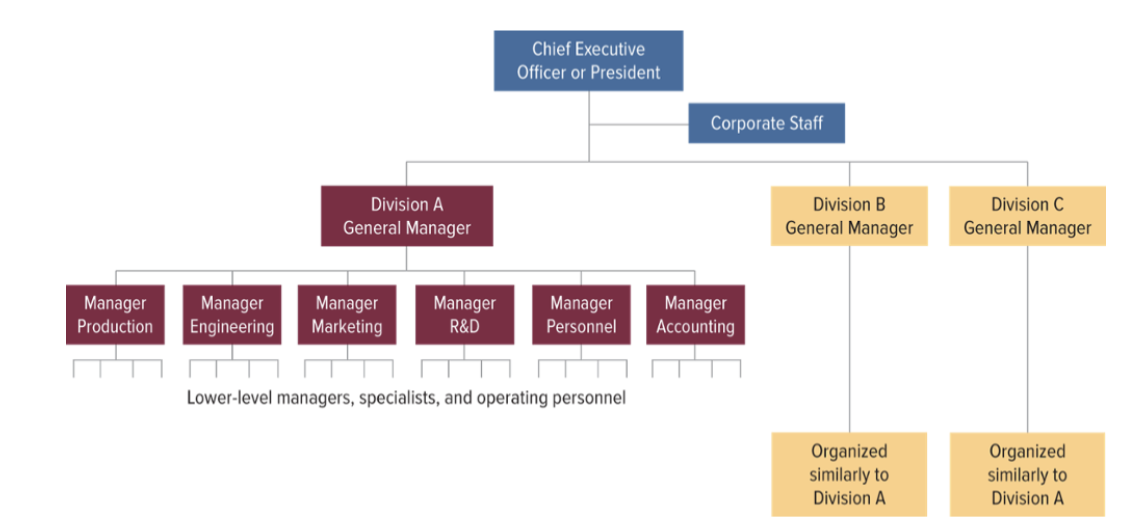 Chief Executive
Officer or President
Corporate Staff
Division A
General Manager
Division B
General Manager
Division C
General Manager
Manager
Production
Manager
Engineering
Manager
Marketing
Manager
R&D
Manager
Personnel
Manager
Accounting
Lower-level managers, specialists, and operating personnel
Organized
similarly to
Division A
Organized
similarly to
Division A